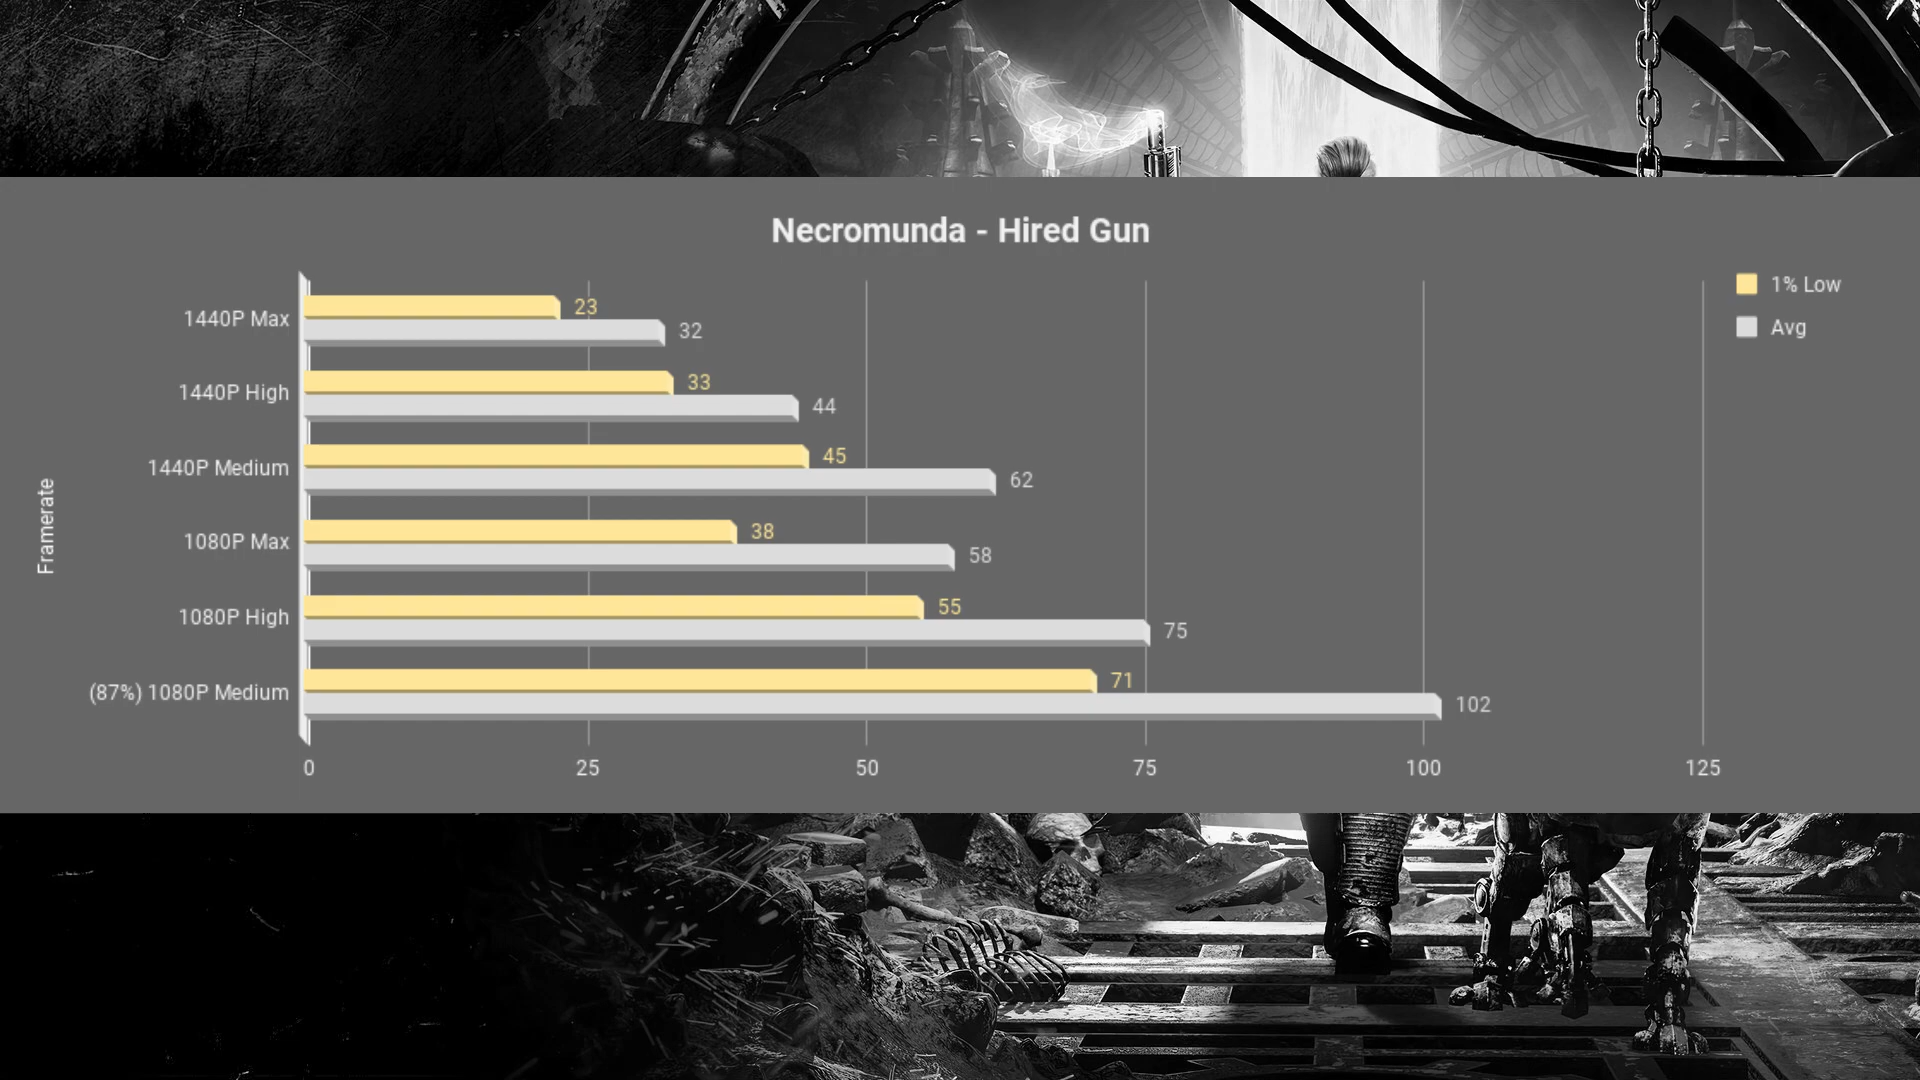 Necromunda - Hired Gun
1% Low
Avg
Framerate
1440P Max
23
32
1440P High
33
44
1440P Medium
45
62
1080P Max
38
58
1080P High
55
75
(87%) 1080P Medium
71
102
0 25 50 75 100 125